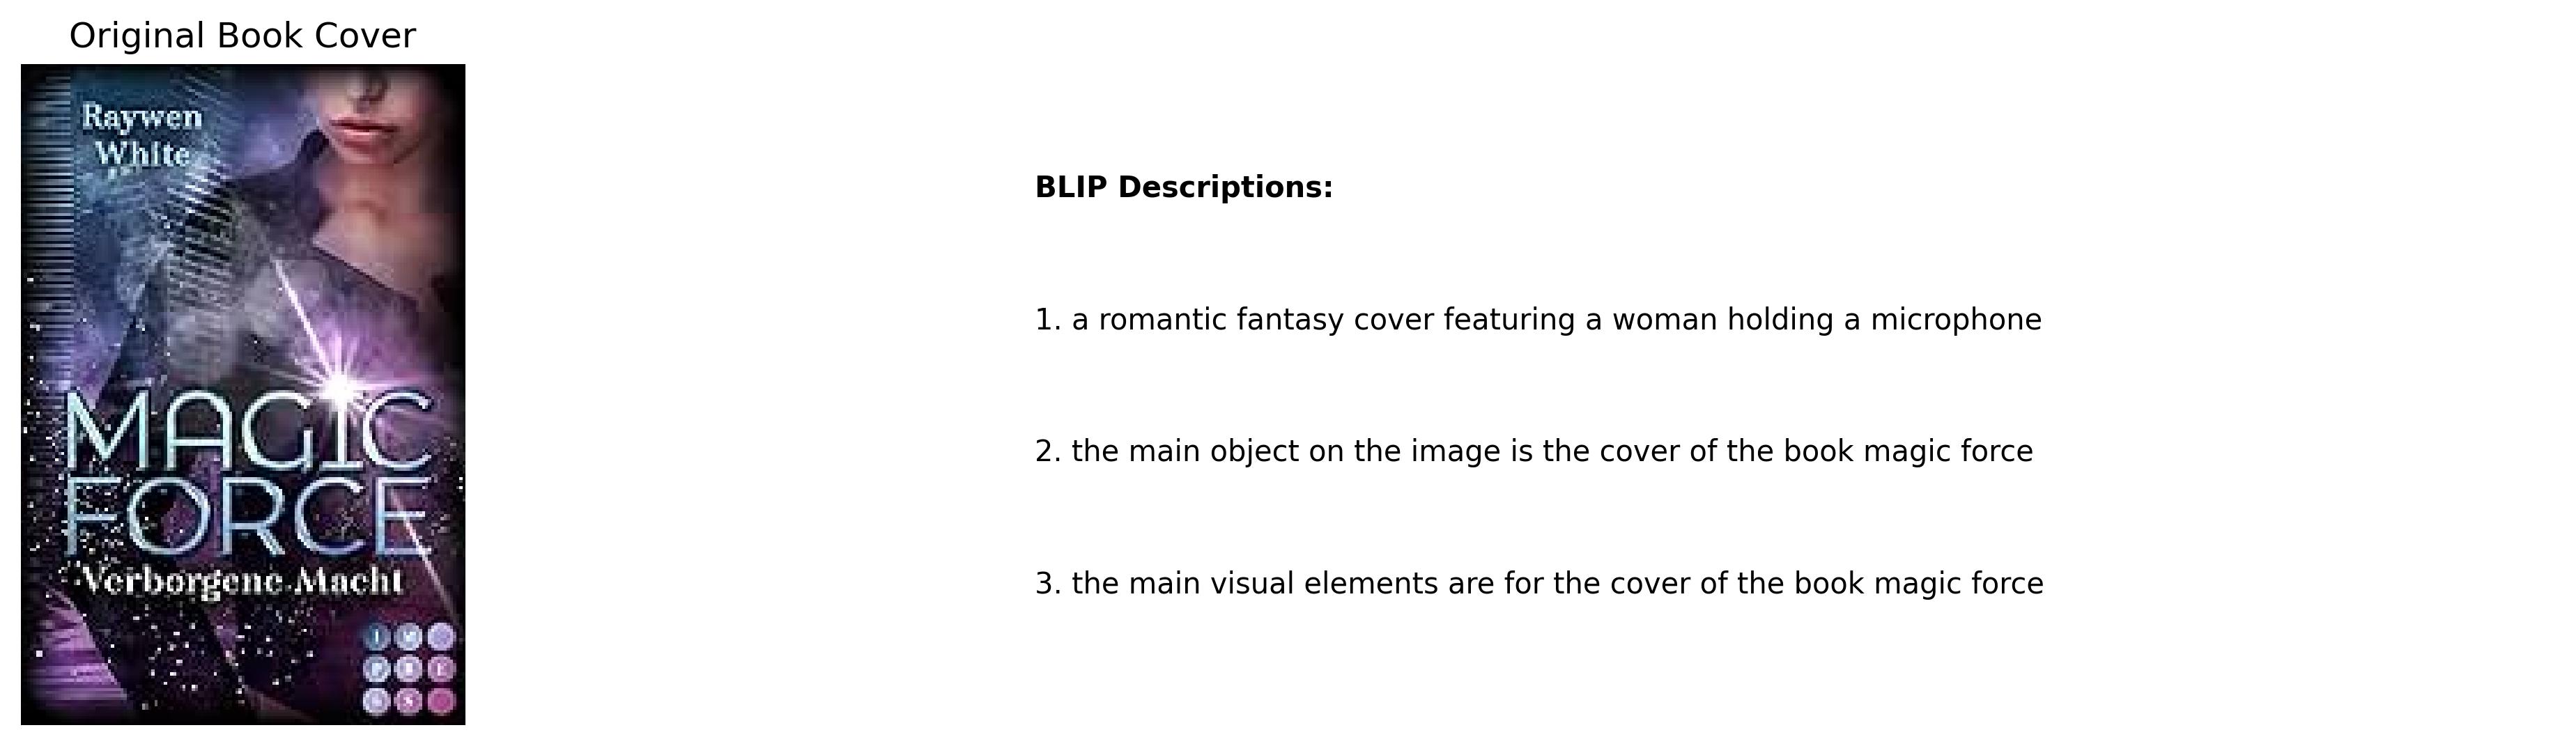 Original Book Cover
Raywen
White
MAGIC
FORCE
Verborgene Macht
I M
P R E
S S
BLIP Descriptions:
1. a romantic fantasy cover featuring a woman holding a microphone
2. the main object on the image is the cover of the book magic force
3. the main visual elements are for the cover of the book magic force